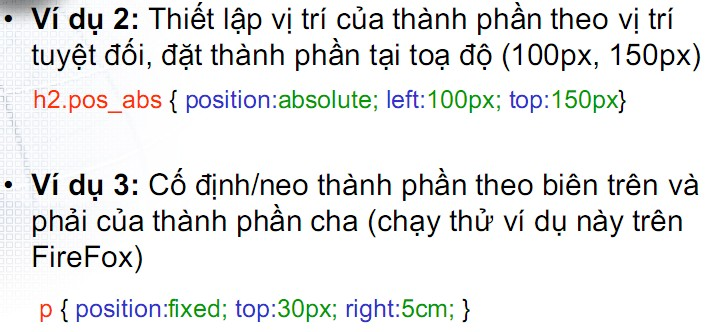 • Ví dụ 2: Thiết lập vị trí của thành phần theo vị trí
tuyệt đối, đặt thành phần tại toạ độ (100px, 150px)
h2.pos_abs { position:absolute; left:100px; top:150px}
• Ví dụ 3: Cố định/neo thành phần theo biên trên và
phải của thành phần cha (chạy thử ví dụ này trên
FireFox)
p { position:fixed; top:30px; right:5cm; }